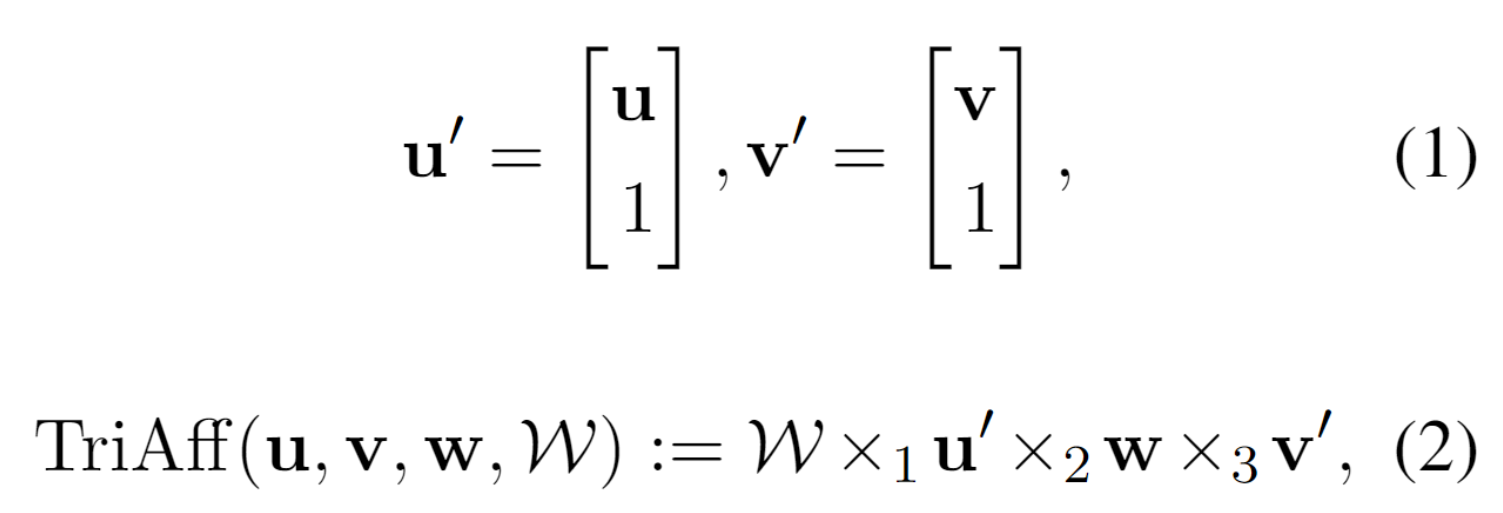 𝐮′ = [𝐮 1], 𝐯′ = [𝐯 1], (1)
TriAff(𝐮, 𝐯, 𝐰, 𝒲) := 𝒲 ×₁ 𝐮′ ×₂ 𝐰 ×₃ 𝐯′, (2)